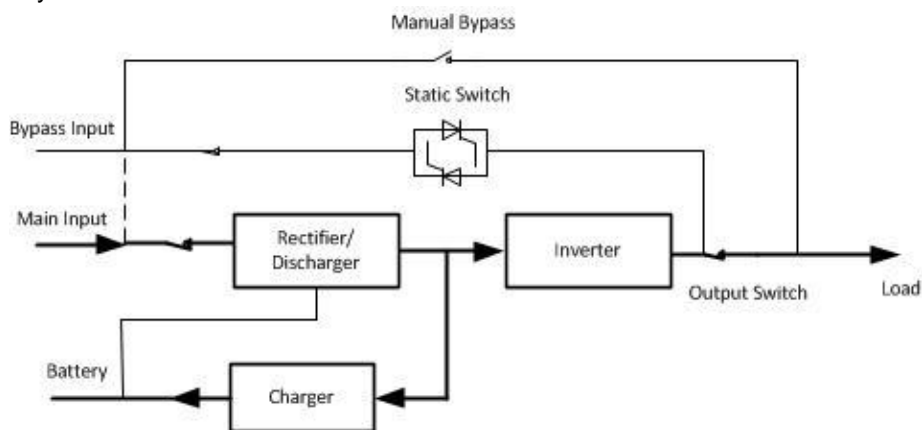 Manual Bypass
Static Switch
Bypass Input
Main Input
Rectifier/
Discharger
Inverter
Output Switch
Load
Battery
Charger